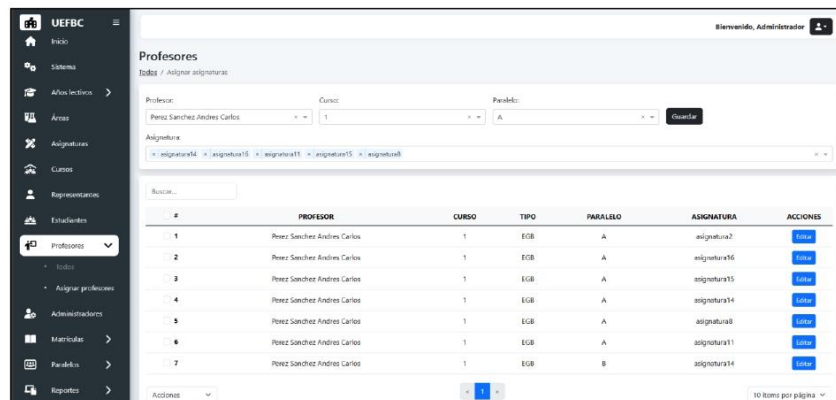 UEFBC
Inicio
Sistema
Años lectivos
Áreas
Asignaturas
Cursos
Representantes
Estudiantes
Profesores
Todos
Asignar profesores
Administradores
Matrículas
Paralelos
Reportes
Bienvenido, Administrador
Profesores
Todos / Asignar asignaturas
Profesor: Curso: Paralelo:
Perez Sanchez Andres Carlos × 1 × A × Guardar
Asignatura:
× asignatura14 × asignatura16 × asignatura11 × asignatura15 × asignatura8 ×
Buscar...
# PROFESOR CURSO TIPO PARALELO ASIGNATURA ACCIONES
1 Perez Sanchez Andres Carlos 1 EGB A asignatura2 Editar
2 Perez Sanchez Andres Carlos 1 EGB A asignatura16 Editar
3 Perez Sanchez Andres Carlos 1 EGB A asignatura15 Editar
4 Perez Sanchez Andres Carlos 1 EGB A asignatura14 Editar
5 Perez Sanchez Andres Carlos 1 EGB A asignatura8 Editar
6 Perez Sanchez Andres Carlos 1 EGB A asignatura11 Editar
7 Perez Sanchez Andres Carlos 1 EGB B asignatura14 Editar
Acciones « 1 » 10 items por página